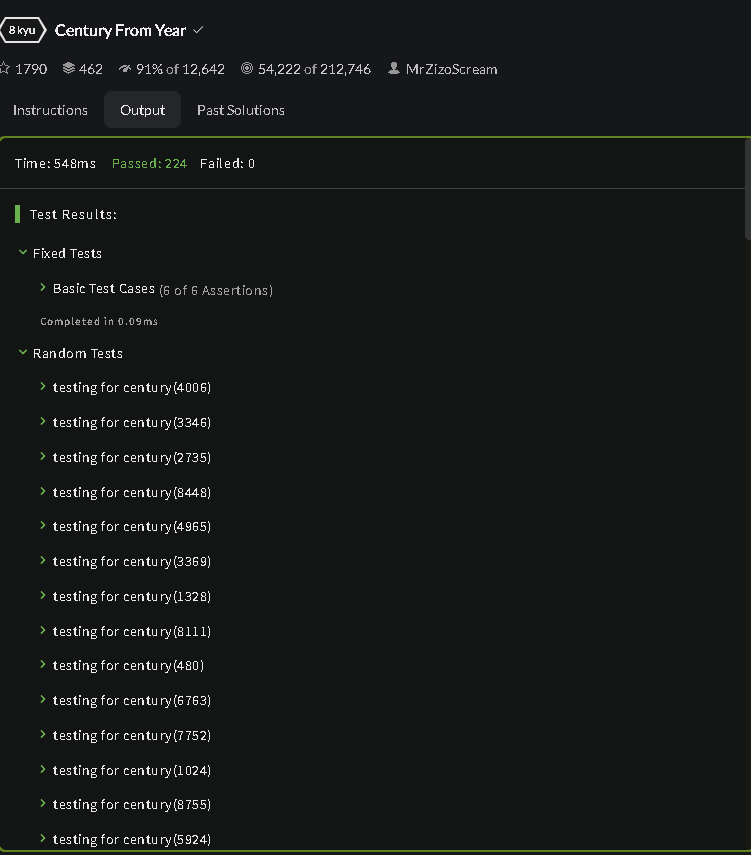 8 kyu Century From Year
1790 462 91% of 12,642 54,222 of 212,746 MrZizoScream
Instructions Output Past Solutions
Time: 548ms Passed: 224 Failed: 0
Test Results:
Fixed Tests
Basic Test Cases (6 of 6 Assertions)
Completed in 0.09ms
Random Tests
testing for century(4006)
testing for century(3346)
testing for century(2735)
testing for century(8448)
testing for century(4965)
testing for century(3369)
testing for century(1328)
testing for century(8111)
testing for century(480)
testing for century(6763)
testing for century(7752)
testing for century(1024)
testing for century(8755)
testing for century(5924)